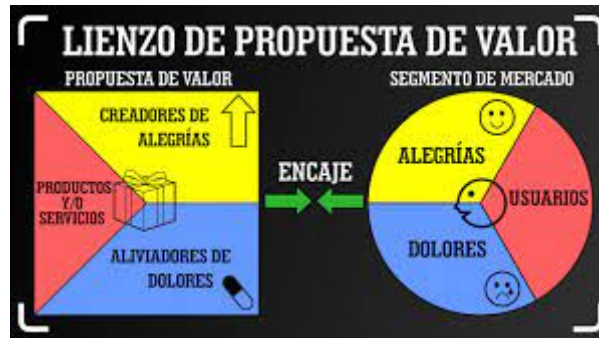 LIENZO DE PROPUESTA DE VALOR
PROPUESTA DE VALOR
SEGMENTO DE MERCADO
CREADORES DE
ALEGRÍAS
PRODUCTOS
Y/O
SERVICIOS
ALIVIADORES DE
DOLORES
ENCAJE
ALEGRÍAS
USUARIOS
DOLORES